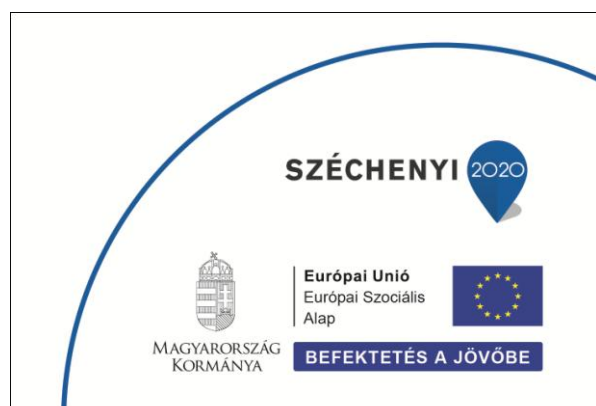 SZÉCHENYI 2020
Európai Unió
Európai Szociális
Alap
MAGYARORSZÁG
KORMÁNYA
BEFEKTETÉS A JÖVŐBE